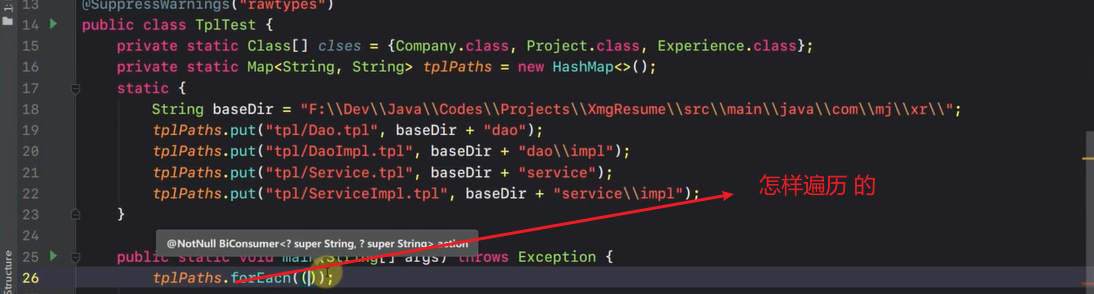 1:
13 @SuppressWarnings("rawtypes")
14 public class TplTest {
15 private static Class[] clses = {Company.class, Project.class, Experience.class};
16 private static Map<String, String> tplPaths = new HashMap<>();
17 static {
18 String baseDir = "F:\\Dev\\Java\\Codes\\Projects\\XmgResume\\src\\main\\java\\com\\mj\\xr\\";
19 tplPaths.put("tpl/Dao.tpl", baseDir + "dao");
20 tplPaths.put("tpl/DaoImpl.tpl", baseDir + "dao\\impl");
21 tplPaths.put("tpl/Service.tpl", baseDir + "service");
22 tplPaths.put("tpl/ServiceImpl.tpl", baseDir + "service\\impl");
怎样遍历 的
23 }
24
@NotNull BiConsumer<? super String, ? super String> action
25 public static void main(String[] args) throws Exception {
26 tplPaths.forEach(());
Structure